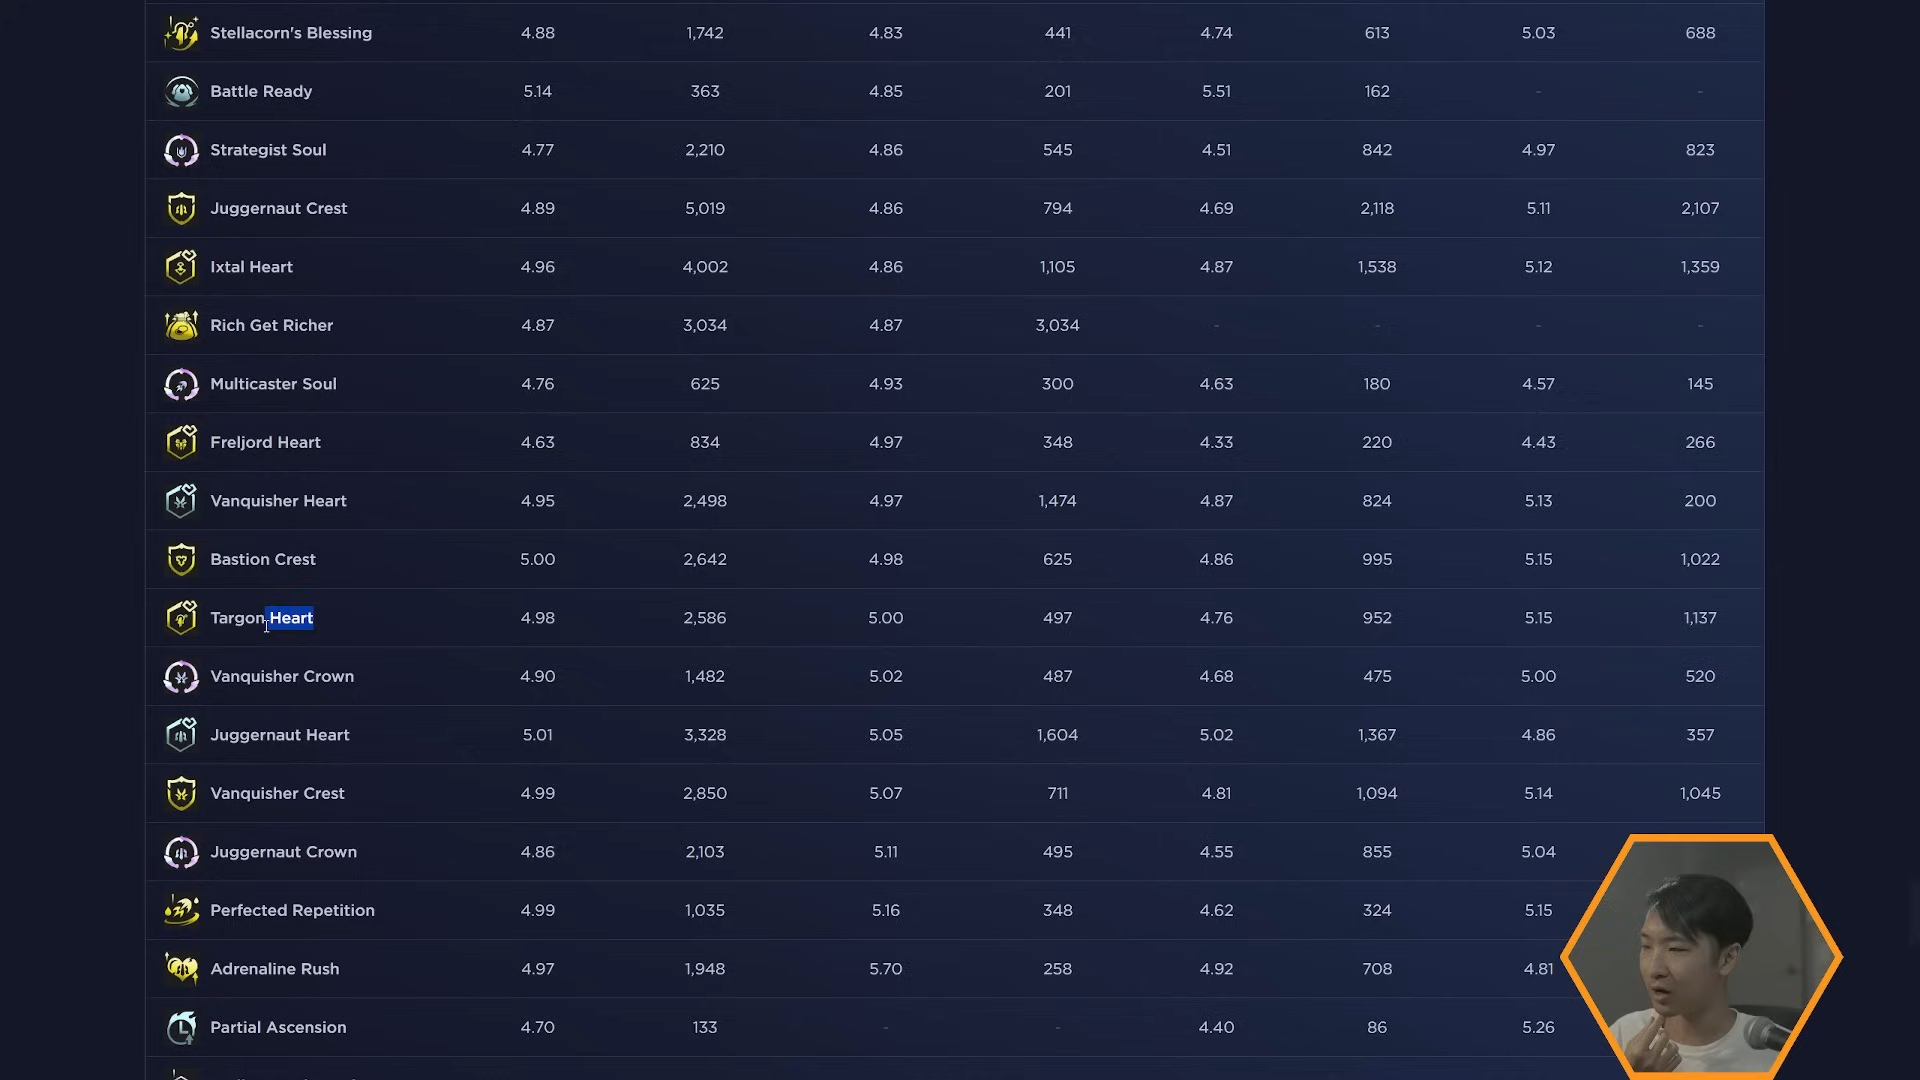 Stellacorn's Blessing 4.88 1,742 4.83 441 4.74 613 5.03 688
Battle Ready 5.14 363 4.85 201 5.51 162 - -
Strategist Soul 4.77 2,210 4.86 545 4.51 842 4.97 823
Juggernaut Crest 4.89 5,019 4.86 794 4.69 2,118 5.11 2,107
Ixtal Heart 4.96 4,002 4.86 1,105 4.87 1,538 5.12 1,359
Rich Get Richer 4.87 3,034 4.87 3,034 - - - -
Multicaster Soul 4.76 625 4.93 300 4.63 180 4.57 145
Freljord Heart 4.63 834 4.97 348 4.33 220 4.43 266
Vanquisher Heart 4.95 2,498 4.97 1,474 4.87 824 5.13 200
Bastion Crest 5.00 2,642 4.98 625 4.86 995 5.15 1,022
Targon Heart 4.98 2,586 5.00 497 4.76 952 5.15 1,137
Vanquisher Crown 4.90 1,482 5.02 487 4.68 475 5.00 520
Juggernaut Heart 5.01 3,328 5.05 1,604 5.02 1,367 4.86 357
Vanquisher Crest 4.99 2,850 5.07 711 4.81 1,094 5.14 1,045
Juggernaut Crown 4.86 2,103 5.11 495 4.55 855 5.04
Perfected Repetition 4.99 1,035 5.16 348 4.62 324 5.15
Adrenaline Rush 4.97 1,948 5.70 258 4.92 708 4.81
Partial Ascension 4.70 133 - - 4.40 86 5.26